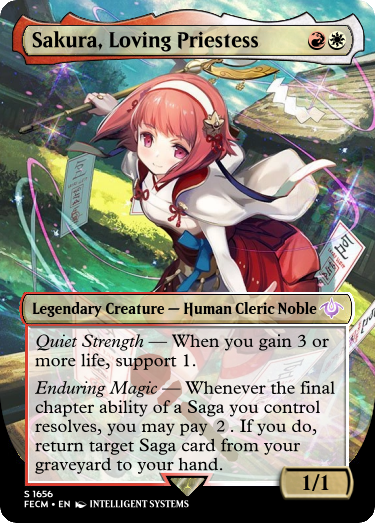 Sakura, Loving Priestess
Legendary Creature — Human Cleric Noble
Quiet Strength — When you gain 3 or
more life, support 1.
Enduring Magic — Whenever the final
chapter ability of a Saga you control
resolves, you may pay 2 . If you do,
return target Saga card from your
graveyard to your hand.
1/1
S 1656
FECM • EN INTELLIGENT SYSTEMS